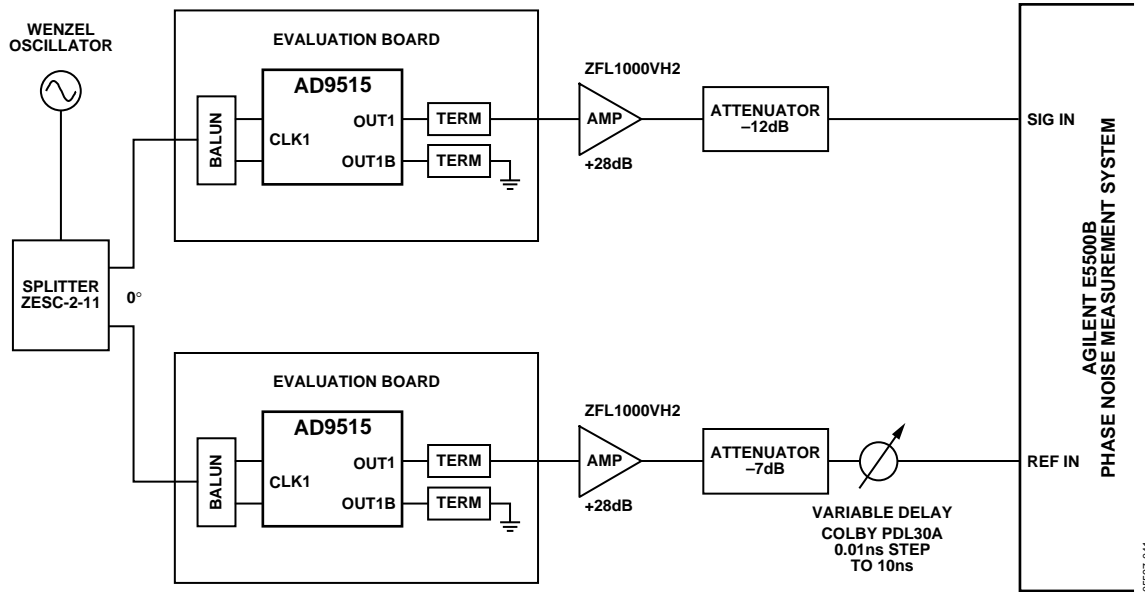 WENZEL
OSCILLATOR
SPLITTER
ZESC-2-11
0°
EVALUATION BOARD
BALUN
AD9515
CLK1
OUT1
OUT1B
TERM
TERM
ZFL1000VH2
AMP
+28dB
ATTENUATOR
–12dB
SIG IN
EVALUATION BOARD
BALUN
AD9515
CLK1
OUT1
OUT1B
TERM
TERM
ZFL1000VH2
AMP
+28dB
ATTENUATOR
–7dB
VARIABLE DELAY
COLBY PDL30A
0.01ns STEP
TO 10ns
REF IN
AGILENT E5500B
PHASE NOISE MEASUREMENT SYSTEM